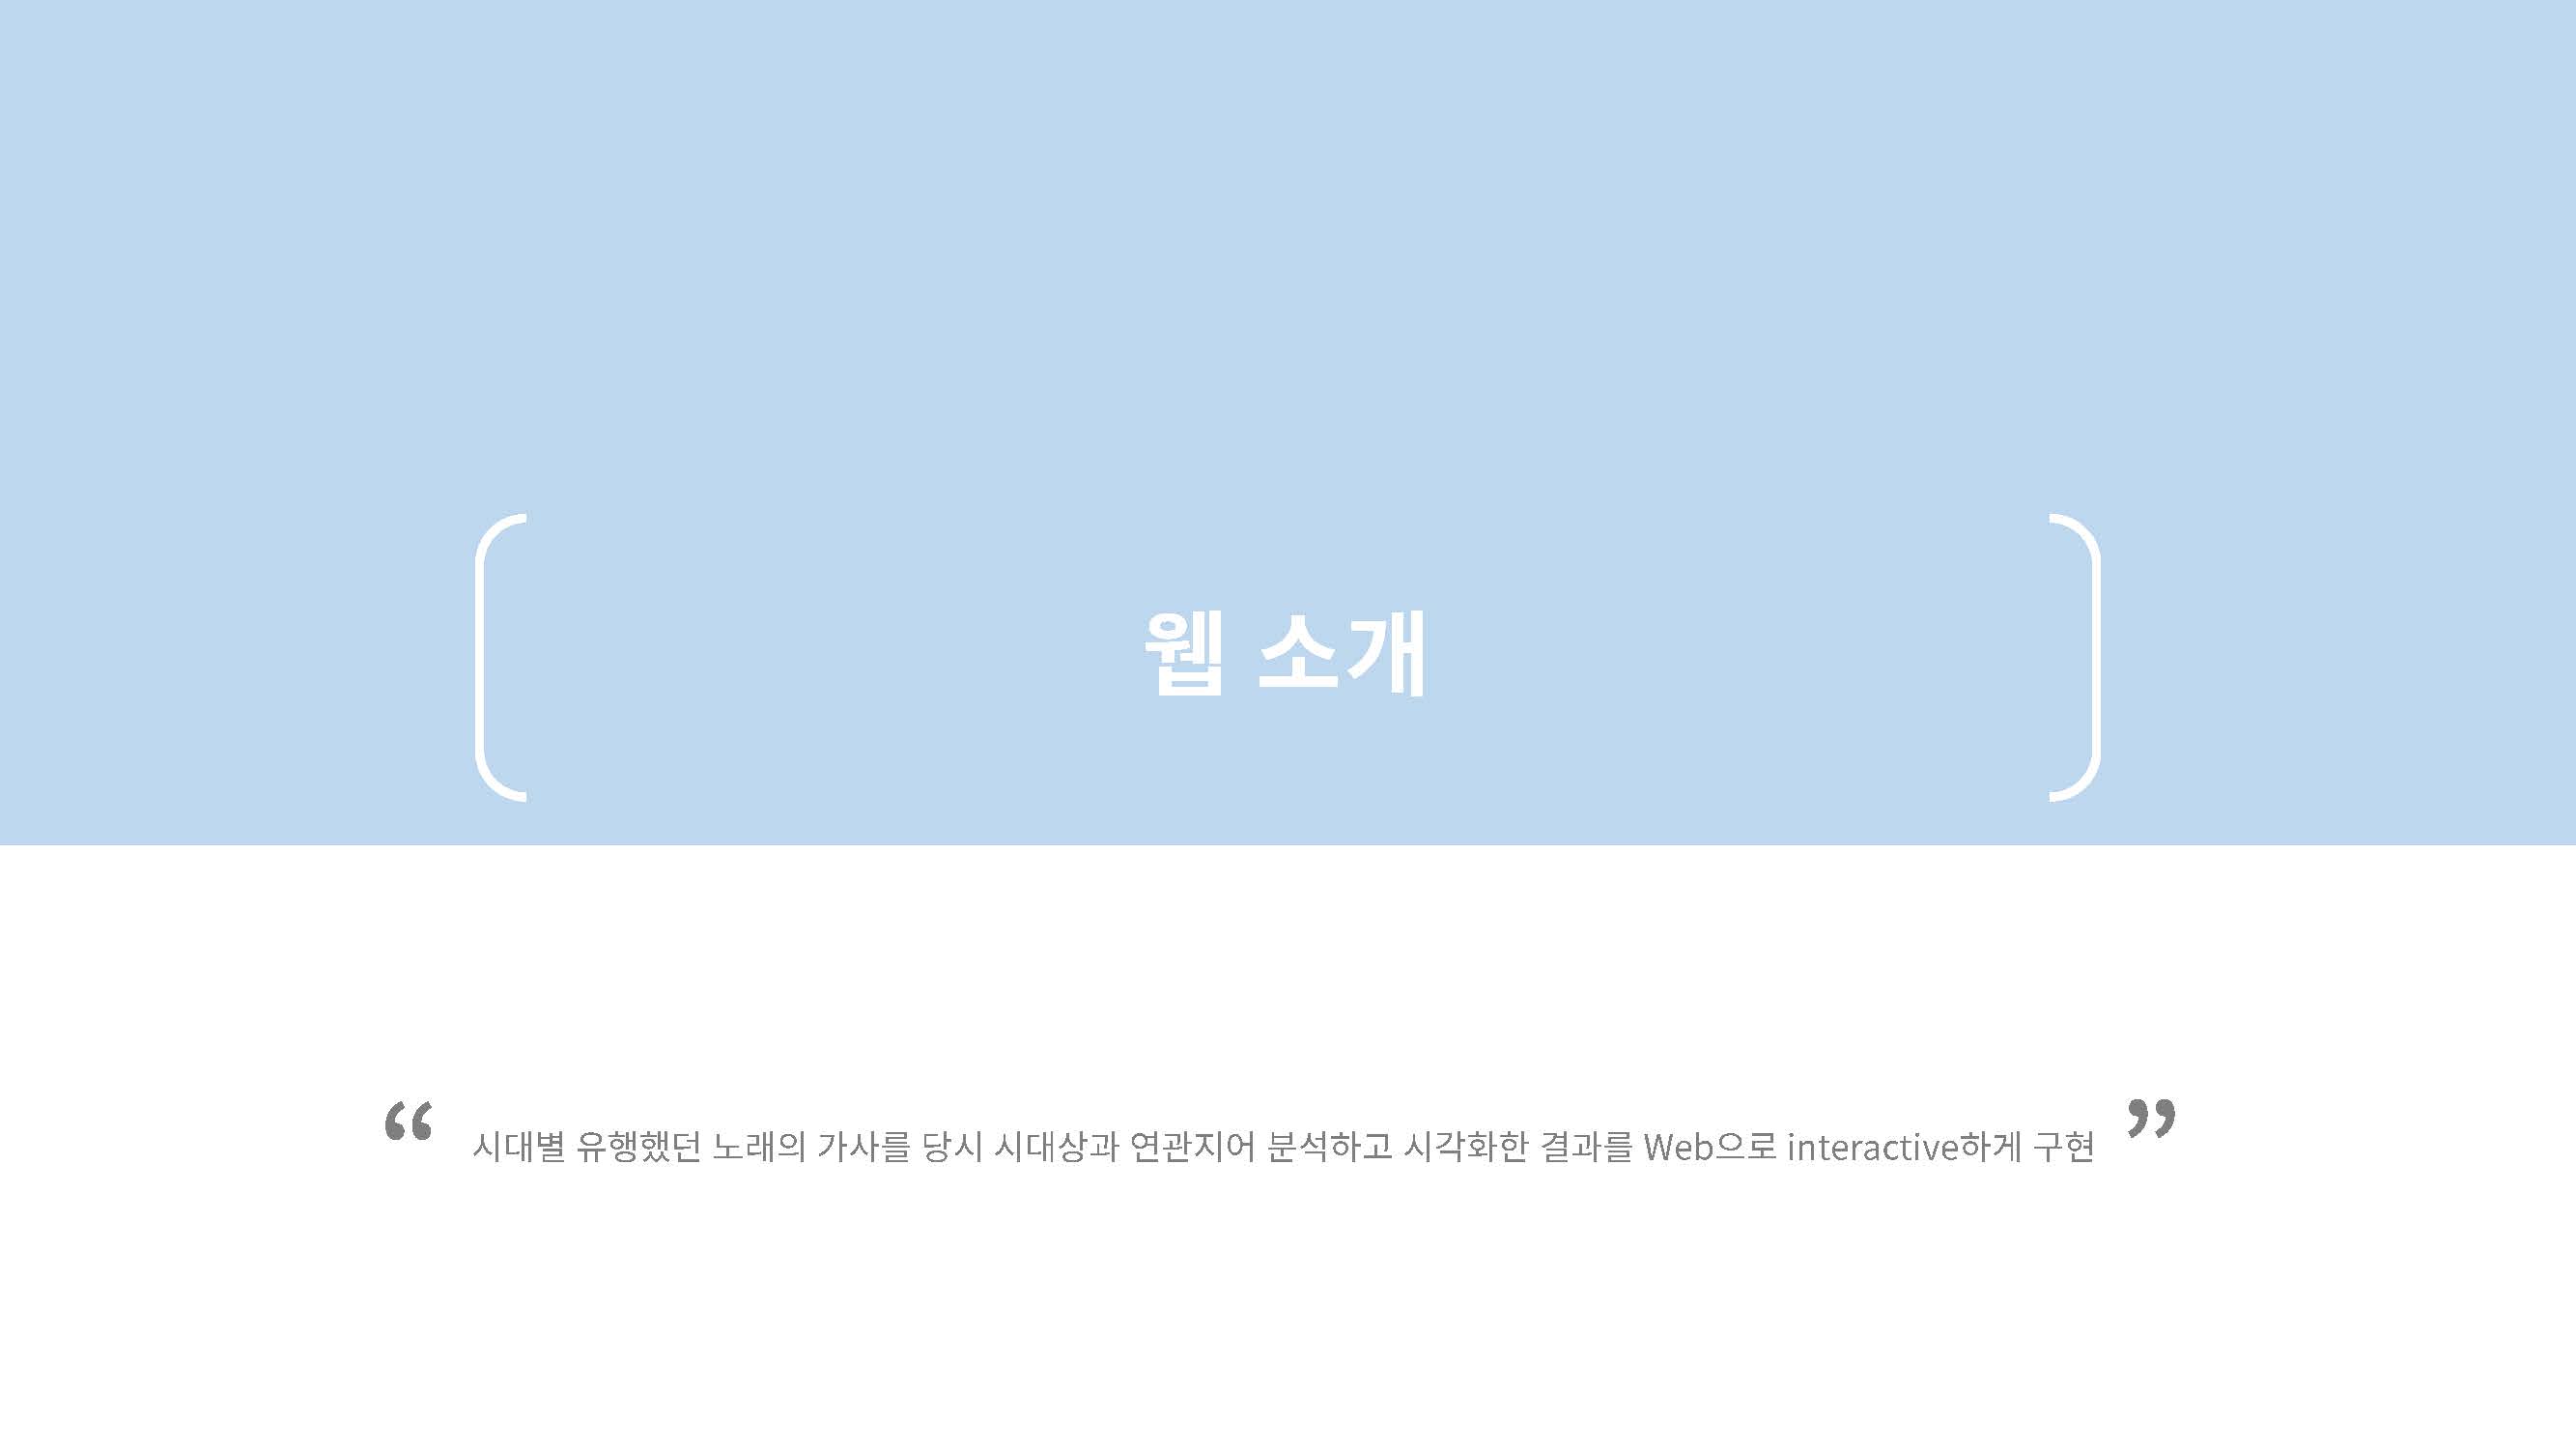 웹 소개
“ 시대별 유행했던 노래의 가사를 당시 시대상과 연관지어 분석하고 시각화한 결과를 Web으로 interactive하게 구현 ”